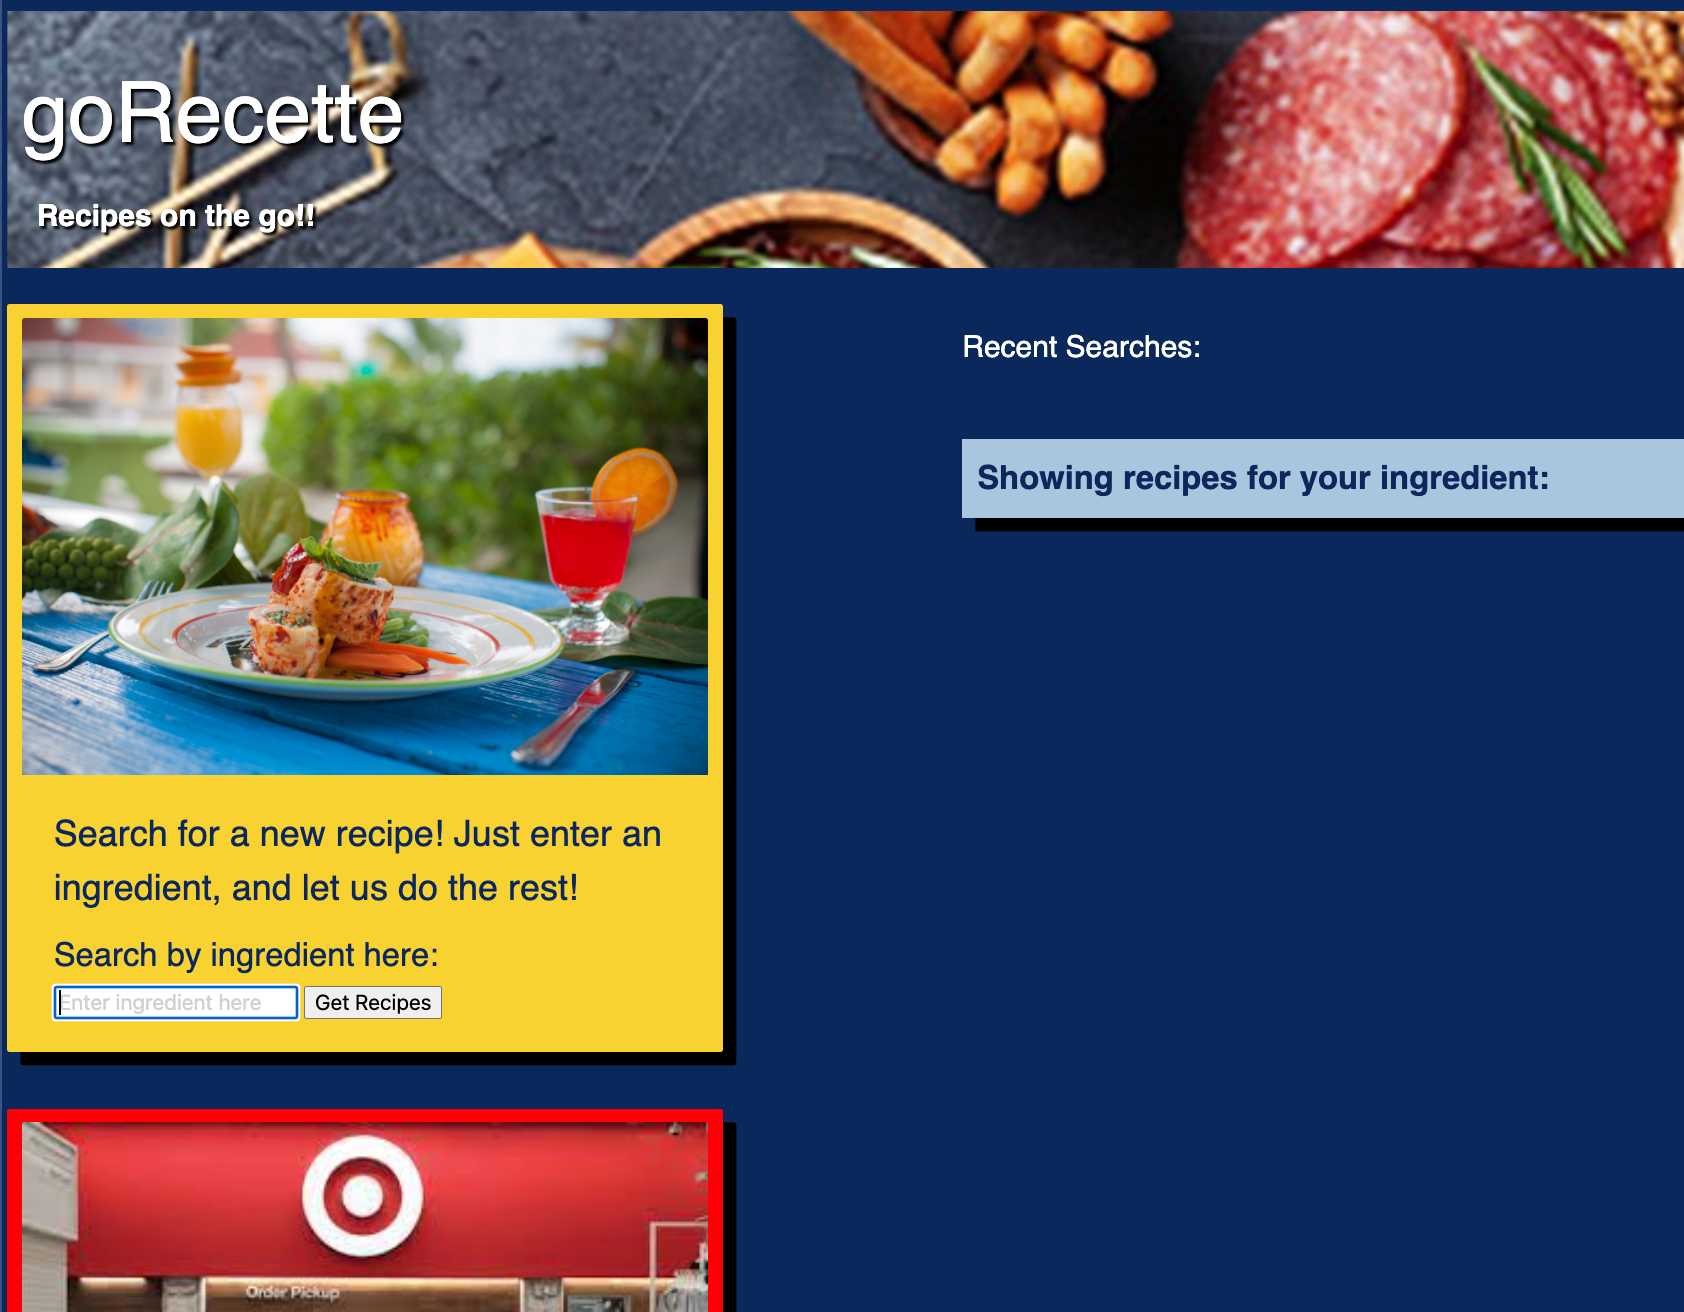 goRecette
Recipes on the go!!
Recent Searches:
Showing recipes for your ingredient:
Search for a new recipe! Just enter an
ingredient, and let us do the rest!
Search by ingredient here:
Enter ingredient here
Get Recipes
Order Pickup